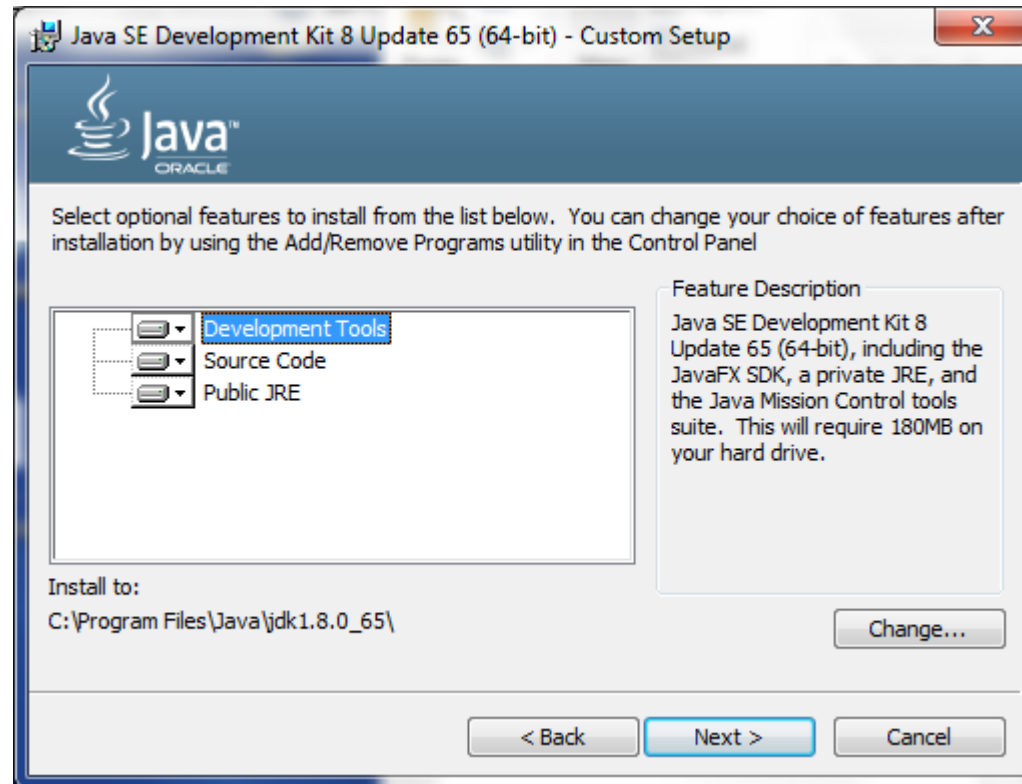 Java SE Development Kit 8 Update 65 (64-bit) - Custom Setup
Java™
ORACLE
Select optional features to install from the list below.  You can change your choice of features after
installation by using the Add/Remove Programs utility in the Control Panel
Development Tools
Source Code
Public JRE
Feature Description
Java SE Development Kit 8
Update 65 (64-bit), including the
JavaFX SDK, a private JRE, and
the Java Mission Control tools
suite.  This will require 180MB on
your hard drive.
Install to:
C:\Program Files\Java\jdk1.8.0_65\
Change...
< Back
Next >
Cancel